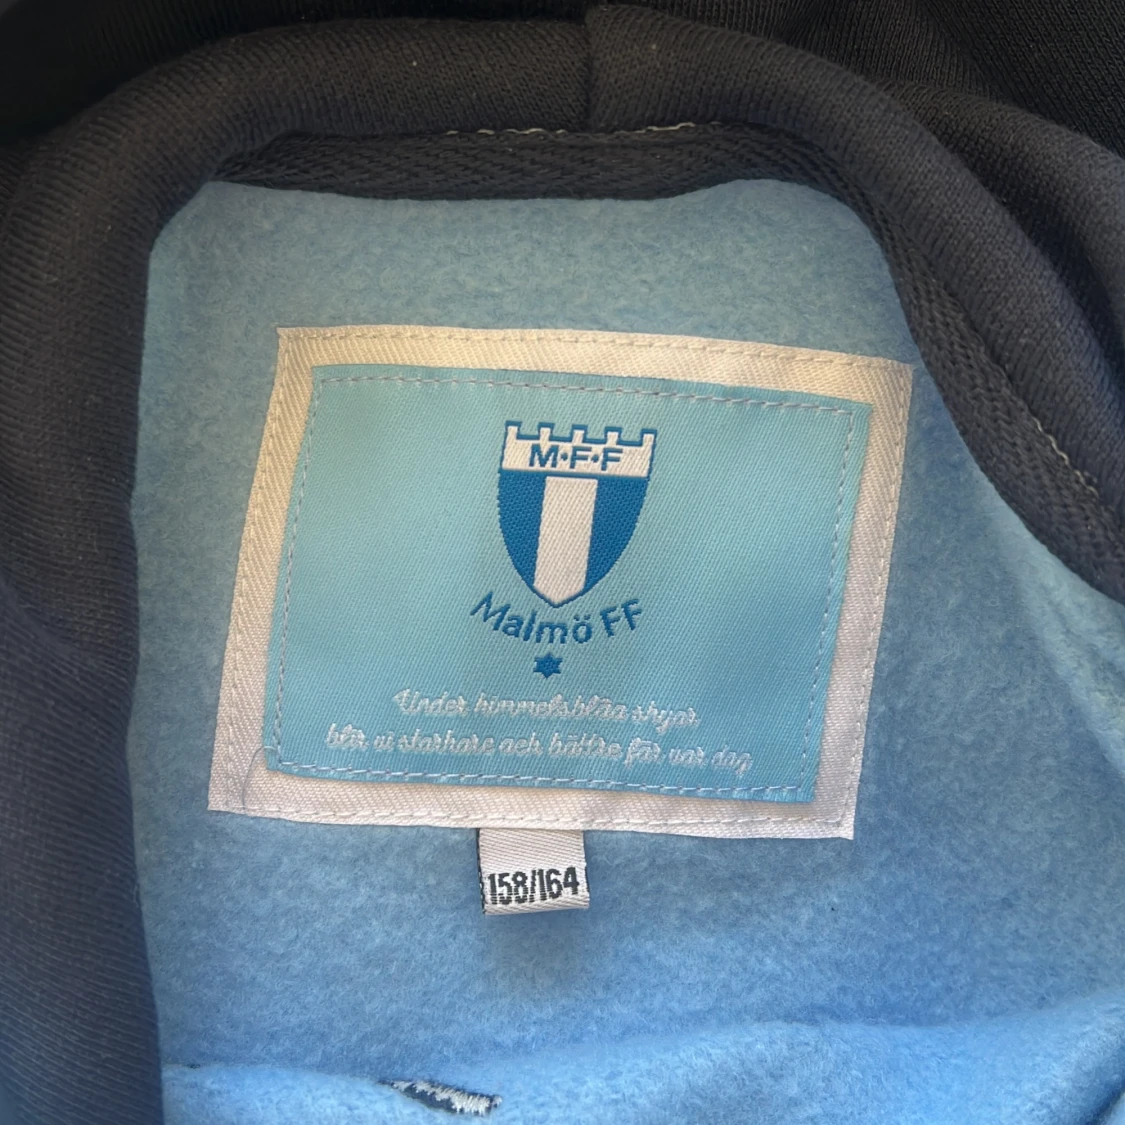 M·F·F
Malmö FF
Under himmelsblåa skyar
blir vi starkare och bättre för var dag
158/164